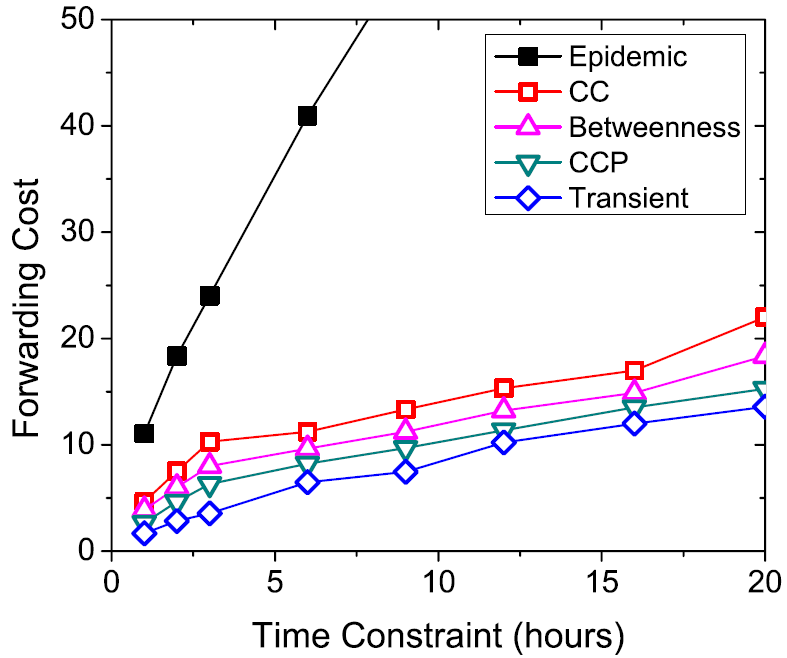 50
40
30
20
10
0
Forwarding Cost
Epidemic
CC
Betweenness
CCP
Transient
0 5 10 15 20
Time Constraint (hours)